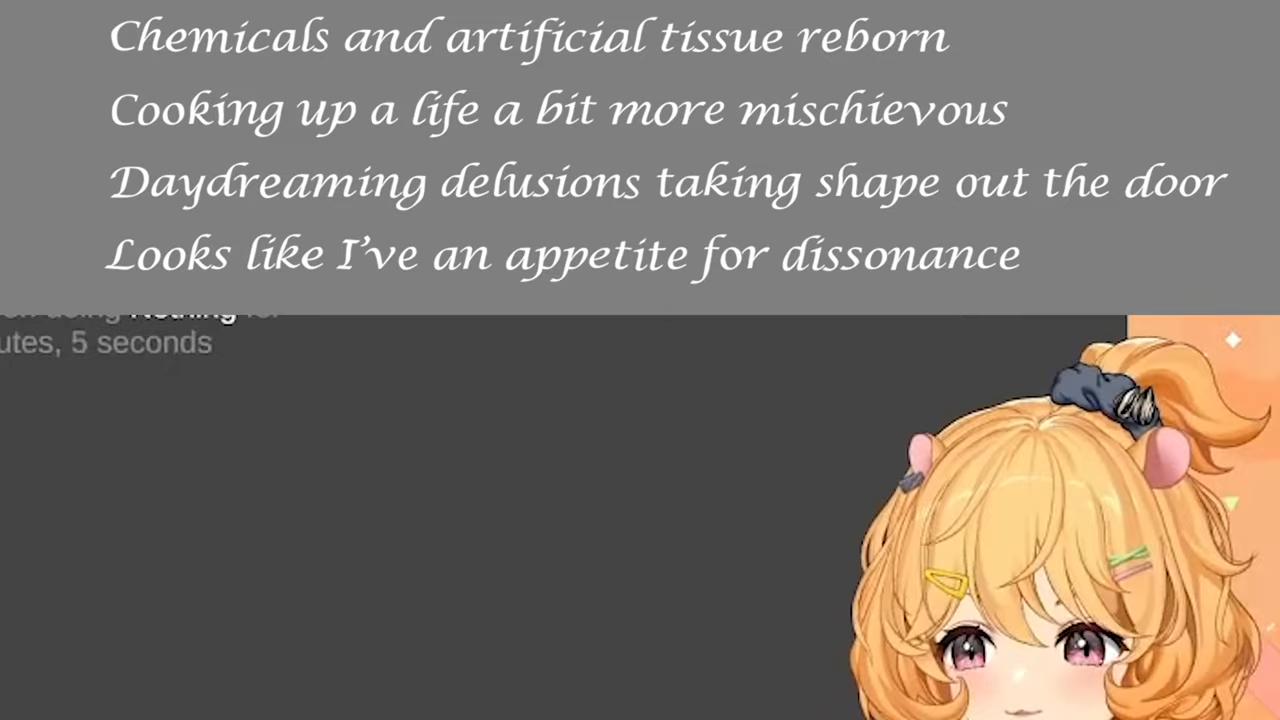 Chemicals and artificial tissue reborn
Cooking up a life a bit more mischievous
Daydreaming delusions taking shape out the door
Looks like I've an appetite for dissonance
utes, 5 seconds